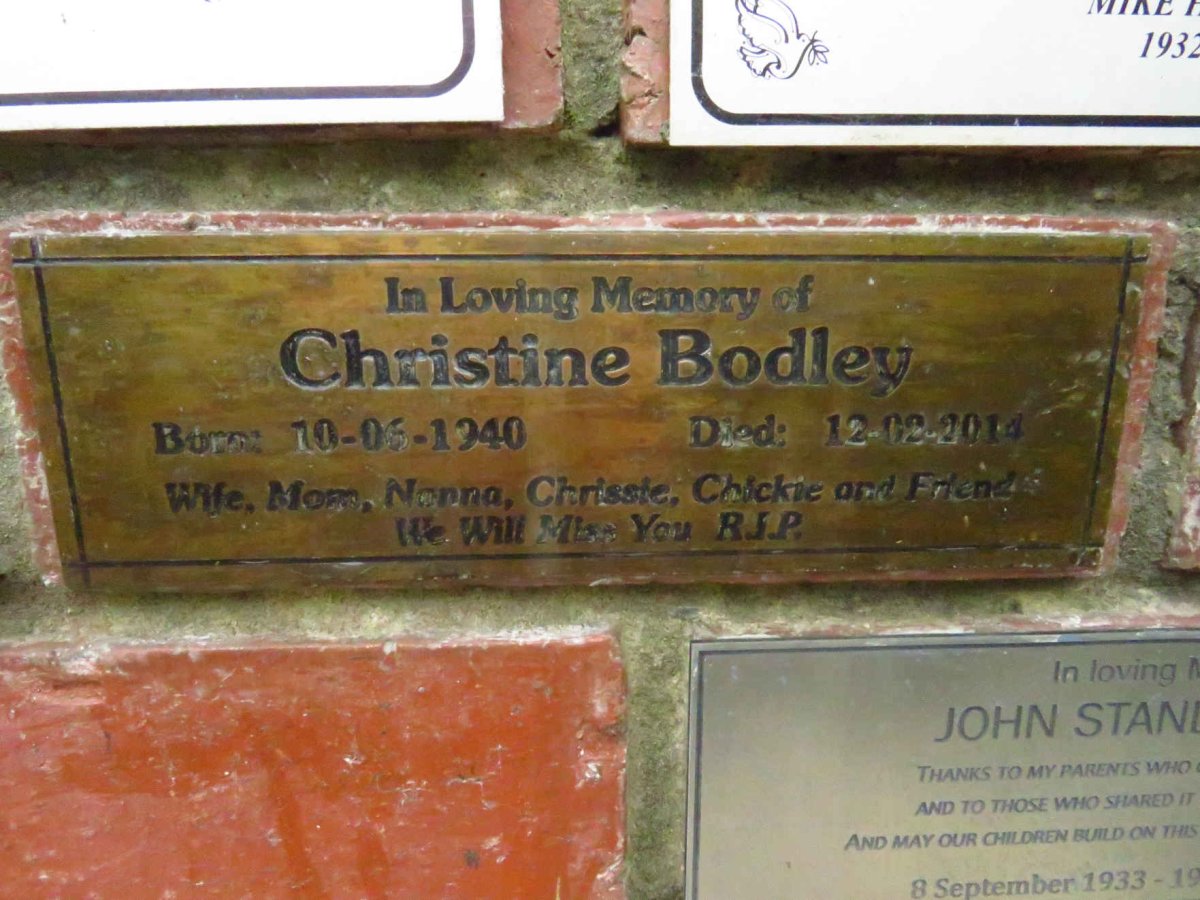 MIKE
1932
In Loving Memory of
Christine Bodley
Born: 10-06-1940 Died: 12-02-2014
Wife, Mom, Nanna, Chrissie, Chickie and Friend
We Will Miss You R.I.P.
In loving
JOHN
THANKS TO MY PARENTS WHO
AND TO THOSE WHO SHARED IT
AND MAY OUR CHILDREN BUILD ON THIS
8 September 1933 -